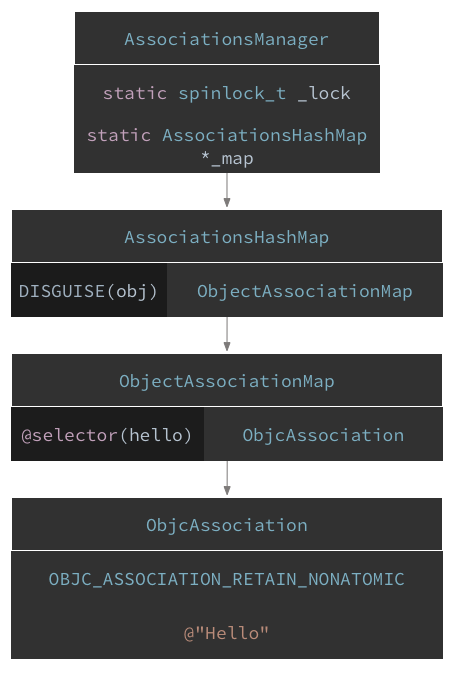 AssociationsManager
static spinlock_t _lock
static AssociationsHashMap
*_map
AssociationsHashMap
DISGUISE(obj) ObjectAssociationMap
ObjectAssociationMap
@selector(hello) ObjcAssociation
ObjcAssociation
OBJC_ASSOCIATION_RETAIN_NONATOMIC
@"Hello"